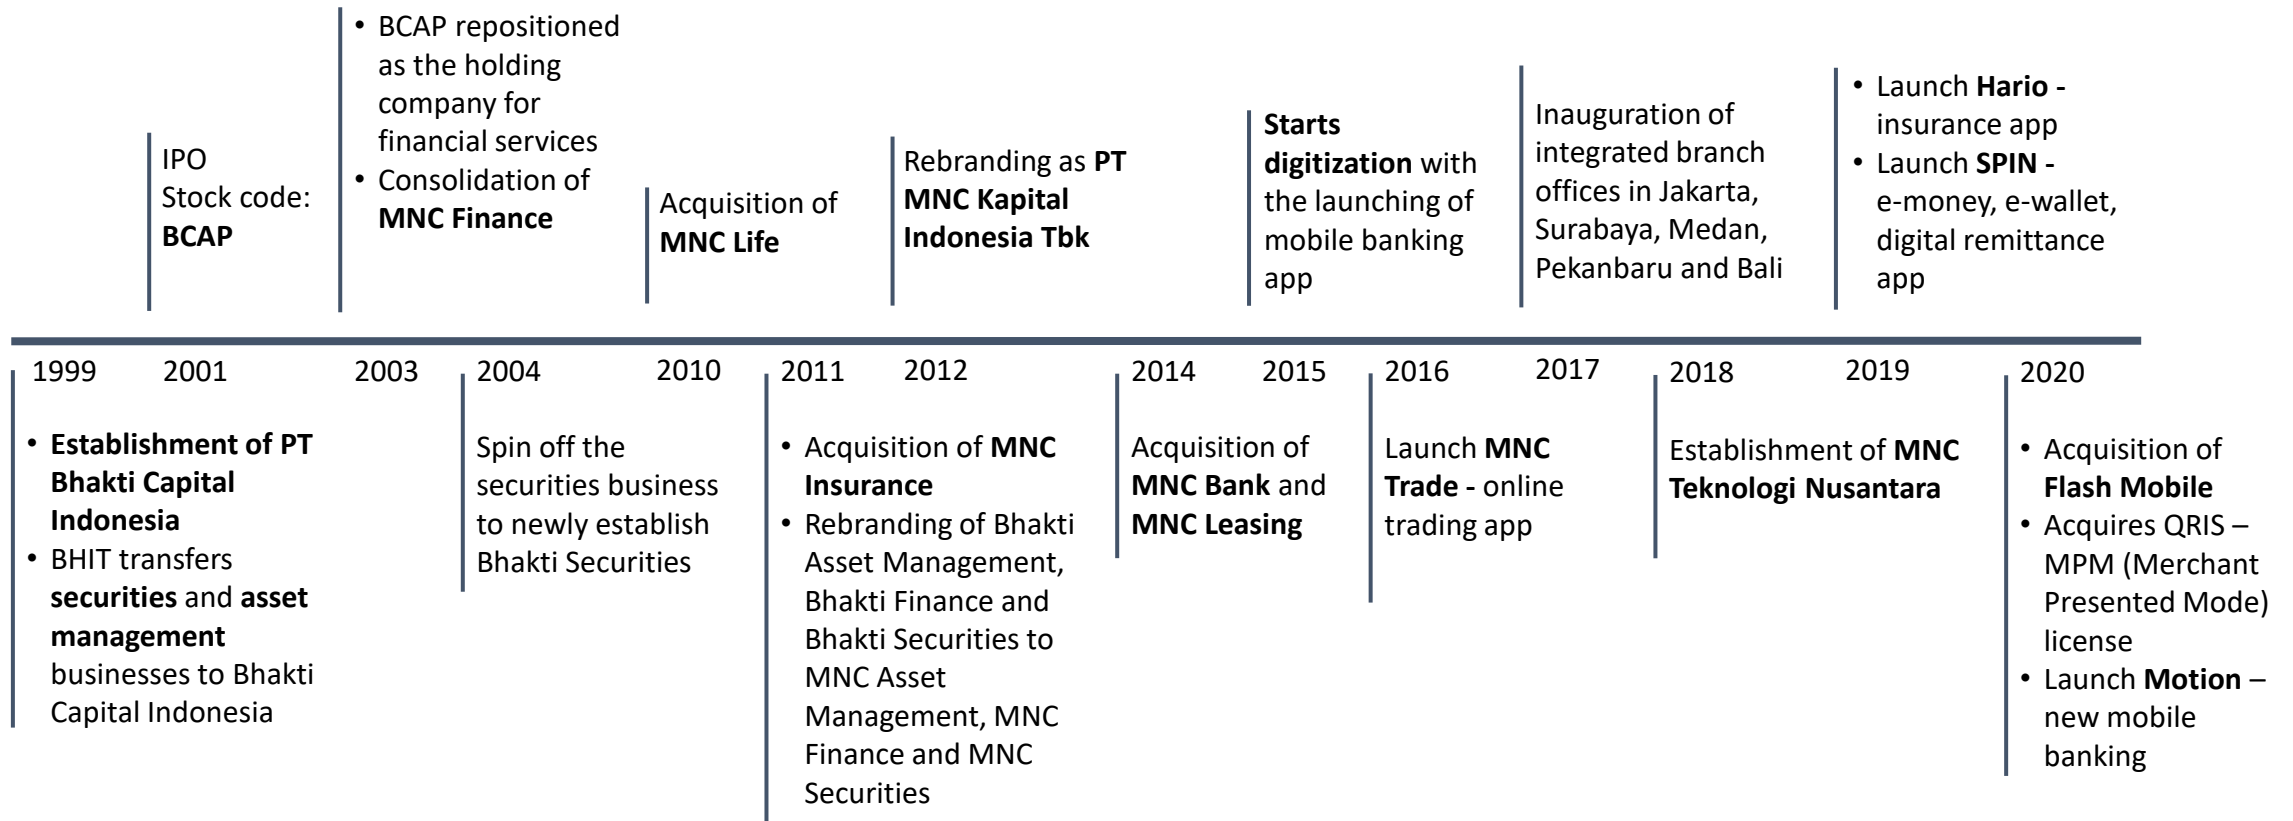 • BCAP repositioned
as the holding
company for
financial services
• Consolidation of
MNC Finance
IPO
Stock code:
BCAP
Acquisition of
MNC Life
Rebranding as PT
MNC Kapital
Indonesia Tbk
Starts
digitization with
the launching of
mobile banking
app
Inauguration of
integrated branch
offices in Jakarta,
Surabaya, Medan,
Pekanbaru and Bali
• Launch Hario -
insurance app
• Launch SPIN -
e-money, e-wallet,
digital remittance
app
1999 2001 2003 2004 2010 2011 2012 2014 2015 2016 2017 2018 2019 2020
• Establishment of PT
Bhakti Capital
Indonesia
• BHIT transfers
securities and asset
management
businesses to Bhakti
Capital Indonesia
Spin off the
securities business
to newly establish
Bhakti Securities
• Acquisition of MNC
Insurance
• Rebranding of Bhakti
Asset Management,
Bhakti Finance and
Bhakti Securities to
MNC Asset
Management, MNC
Finance and MNC
Securities
Acquisition of
MNC Bank and
MNC Leasing
Launch MNC
Trade - online
trading app
Establishment of MNC
Teknologi Nusantara
• Acquisition of
Flash Mobile
• Acquires QRIS –
MPM (Merchant
Presented Mode)
license
• Launch Motion –
new mobile
banking